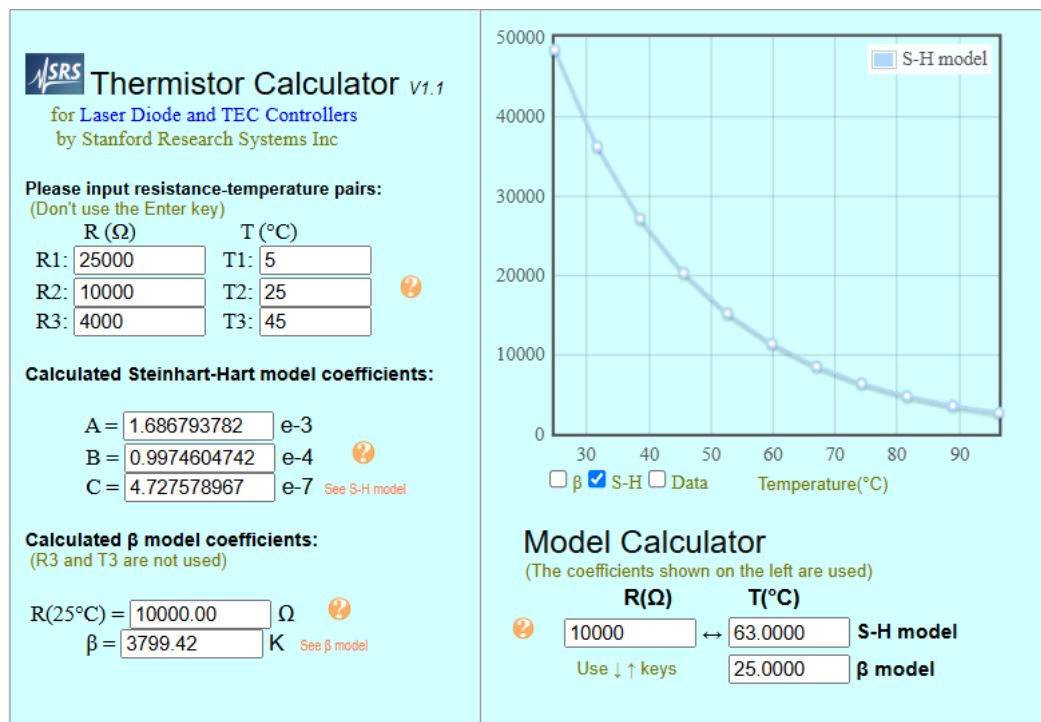 SRS Thermistor Calculator V1.1
for Laser Diode and TEC Controllers
by Stanford Research Systems Inc
Please input resistance-temperature pairs:
(Don't use the Enter key)
R (Ω) T (°C)
R1: 25000 T1: 5
R2: 10000 T2: 25 ?
R3: 4000 T3: 45
Calculated Steinhart-Hart model coefficients:
A = 1.686793782 e-3
B = 0.9974604742 e-4 ?
C = 4.727578967 e-7 See S-H model
Calculated β model coefficients:
(R3 and T3 are not used)
R(25°C) = 10000.00 Ω ?
β = 3799.42 K See β model
50000
S-H model
40000
30000
20000
10000
0
30 40 50 60 70 80 90
β S-H Data Temperature(°C)
Model Calculator
(The coefficients shown on the left are used)
R(Ω) T(°C)
? 10000 ↔ 63.0000 S-H model
Use ↓ ↑ keys 25.0000 β model